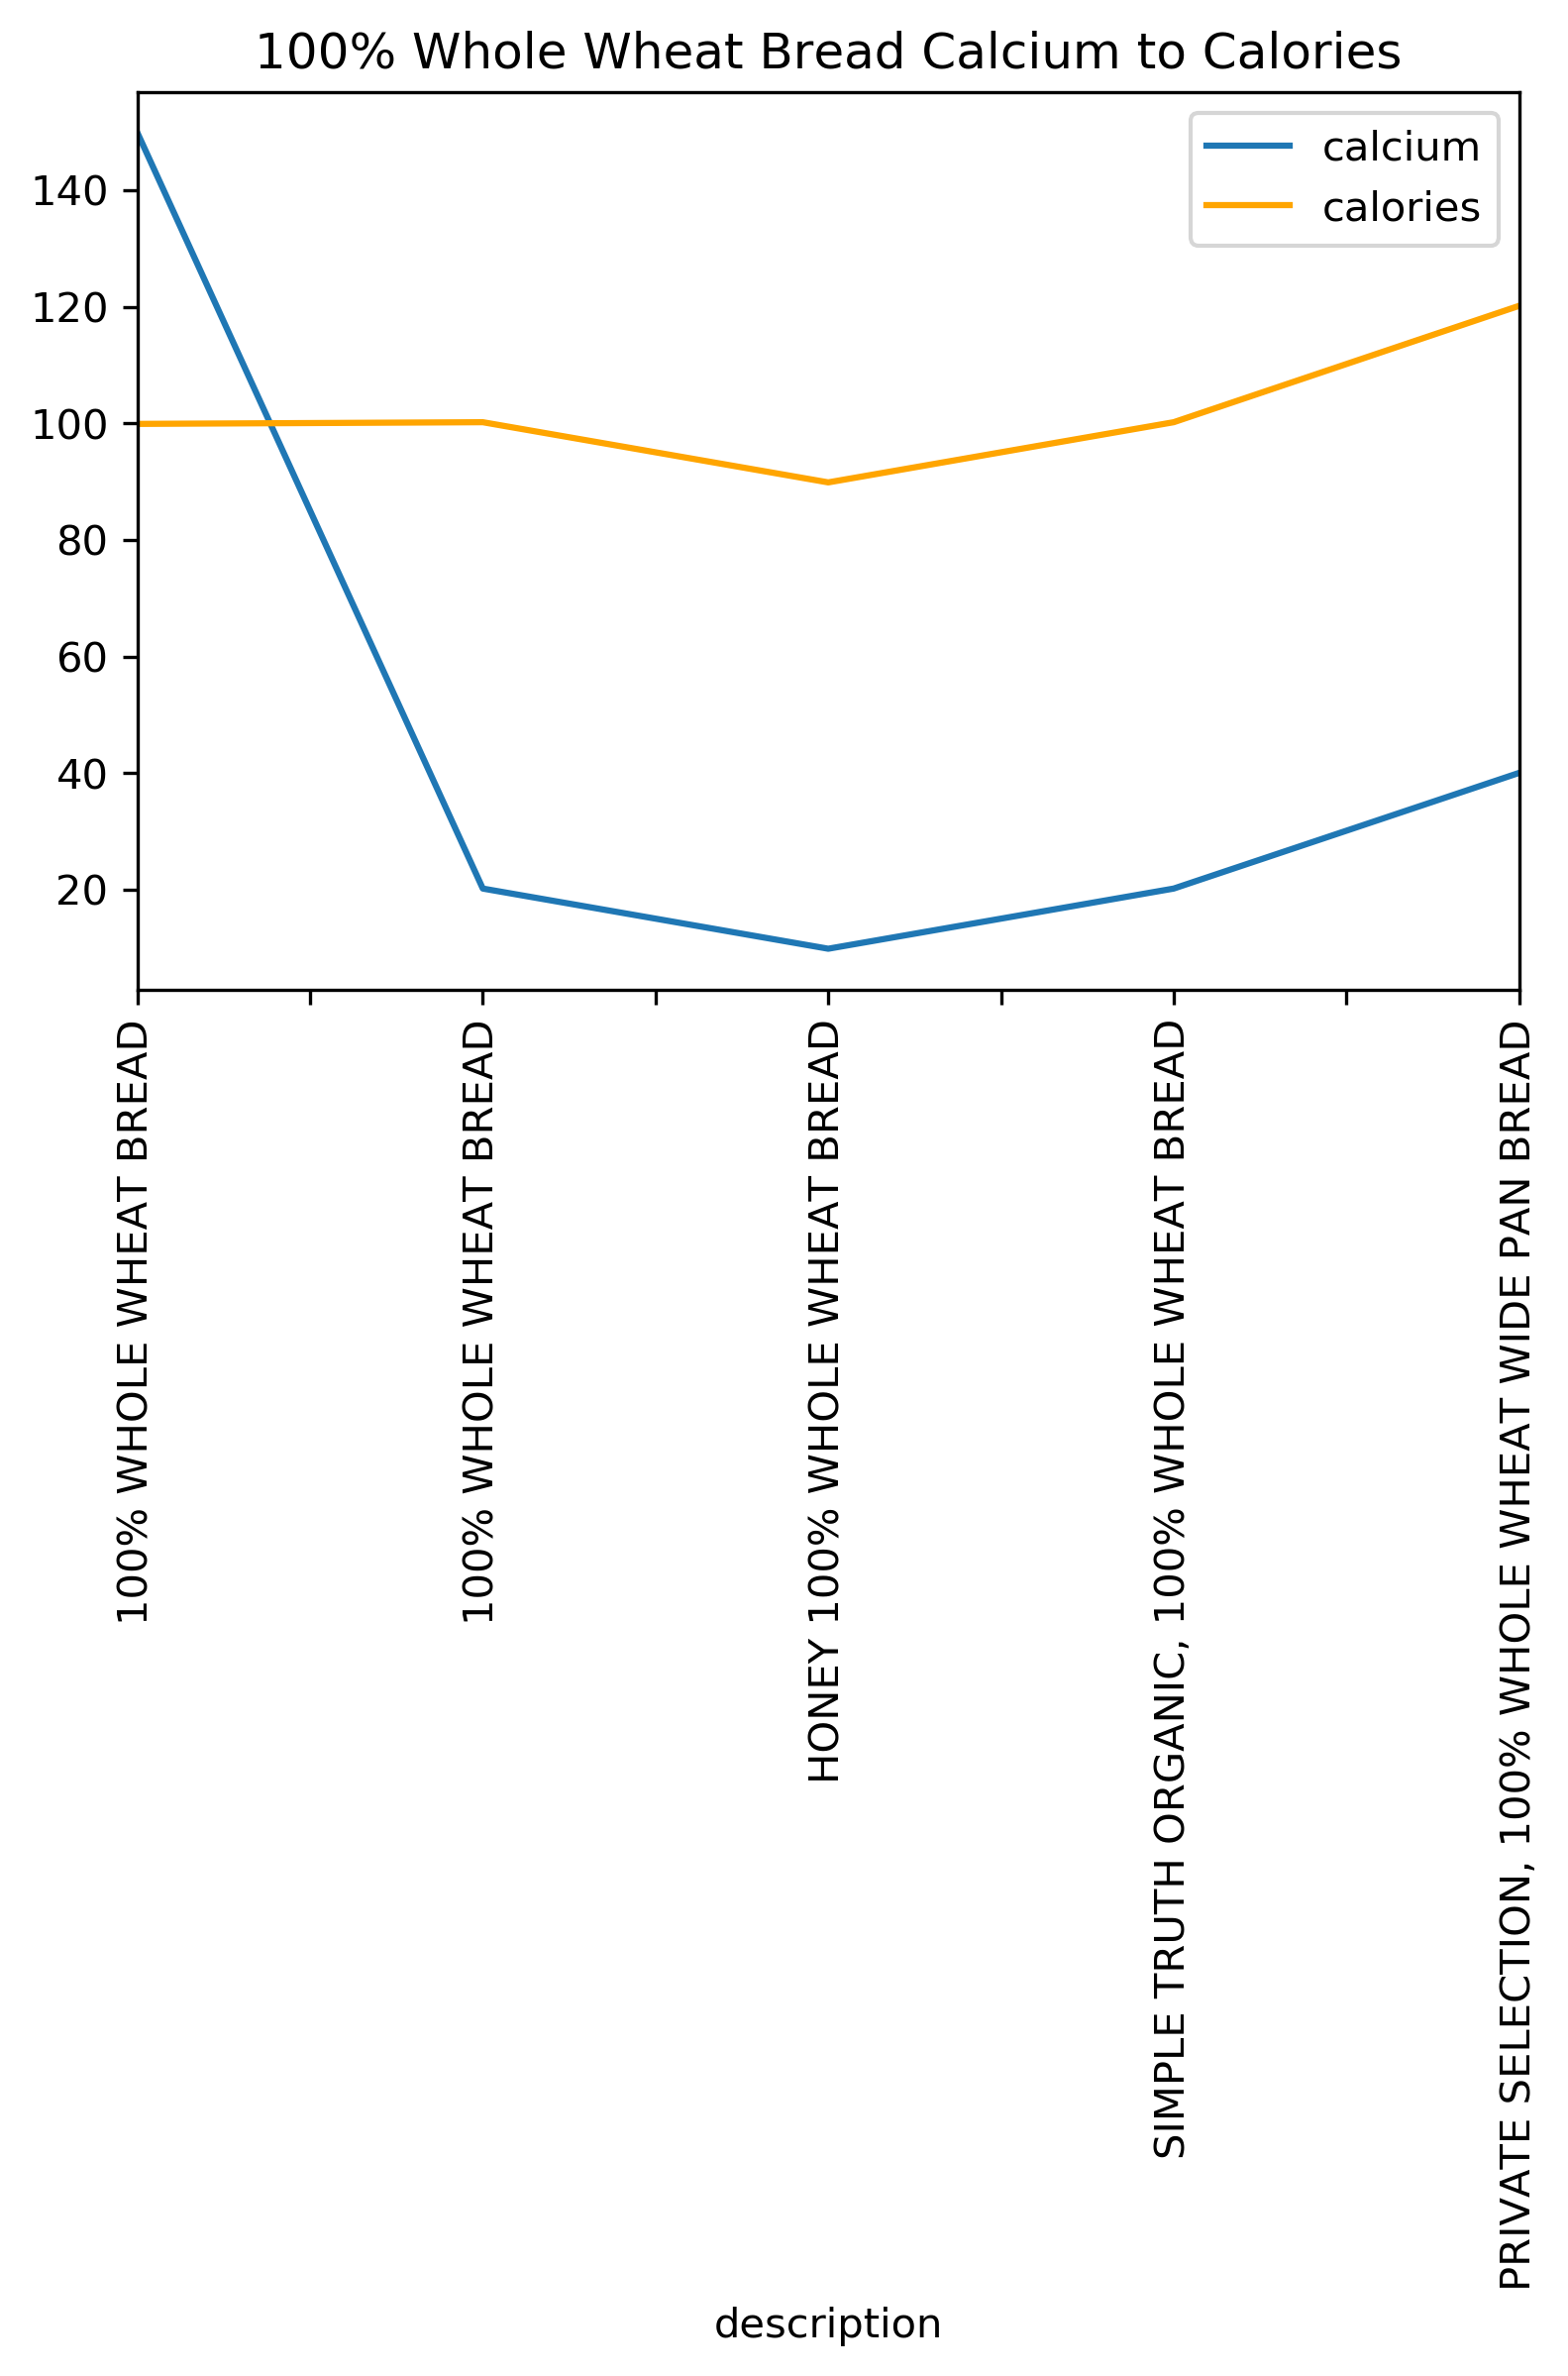 100% Whole Wheat Bread Calcium to Calories
calcium
calories
140
120
100
80
60
40
20
100% WHOLE WHEAT BREAD
100% WHOLE WHEAT BREAD
HONEY 100% WHOLE WHEAT BREAD
SIMPLE TRUTH ORGANIC, 100% WHOLE WHEAT BREAD
PRIVATE SELECTION, 100% WHOLE WHEAT WIDE PAN BREAD
description